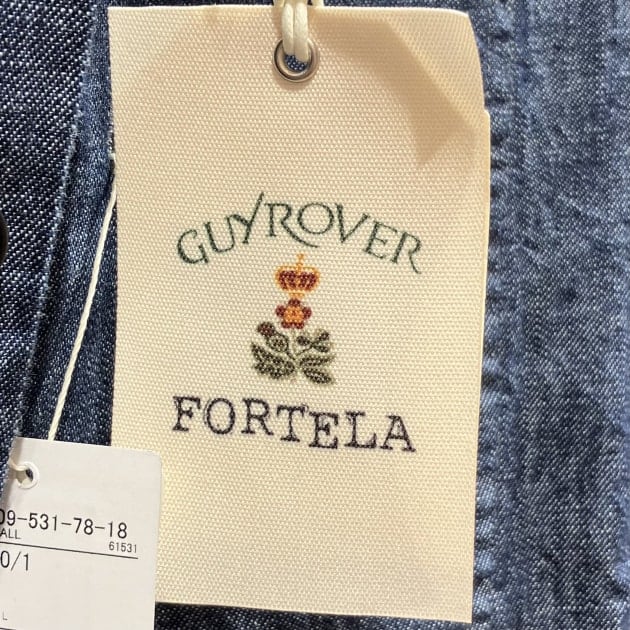 GUYROVER
FORTELA
09-531-78-18
ALL
61531
0/1
L